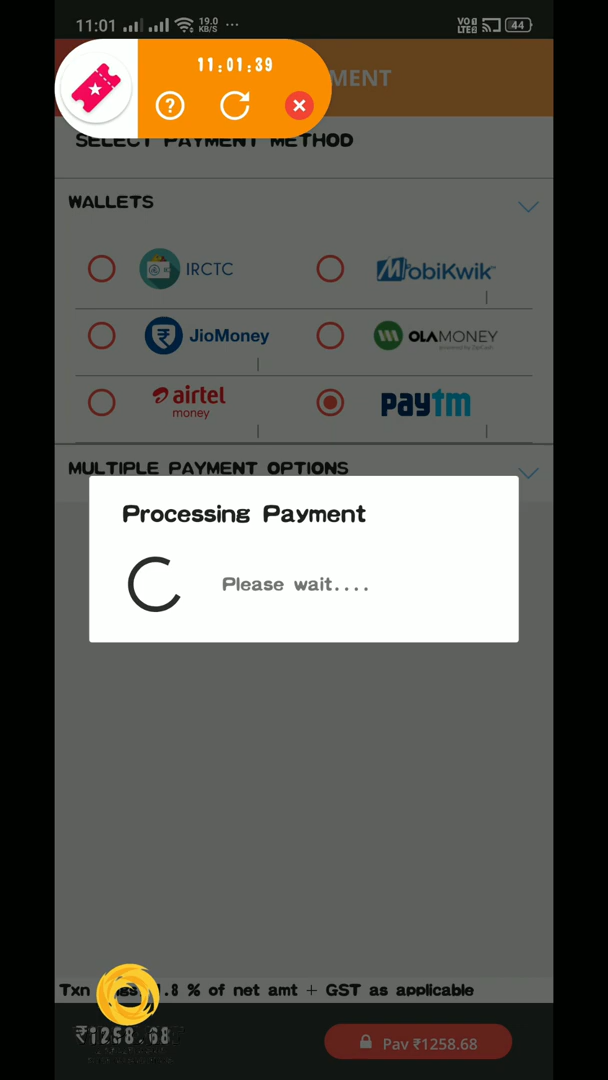 11:01 19.0 KB/S ... VO LTE 44
11:01:39
MENT
SELECT PAYMENT METHOD
WALLETS
IRCTC MobiKwik
JioMoney OLAMONEY
airtel money paytm
MULTIPLE PAYMENT OPTIONS
Processing Payment
Please wait....
Txn 1.8 % of net amt + GST as applicable
₹1258.68 Pay ₹1258.68